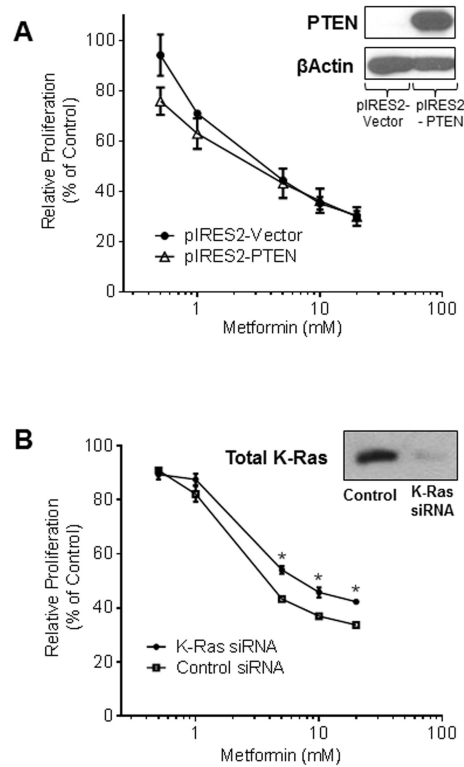 A
PTEN
βActin
pIRES2-
Vector
pIRES2
-PTEN
100
80
60
40
20
0
Relative Proliferation
(% of Control)
pIRES2-Vector
pIRES2-PTEN
1
10
100
Metformin (mM)
B
Total K-Ras
Control
K-Ras
siRNA
100
80
60
40
20
0
Relative Proliferation
(% of Control)
*
*
*
K-Ras siRNA
Control siRNA
1
10
100
Metformin (mM)